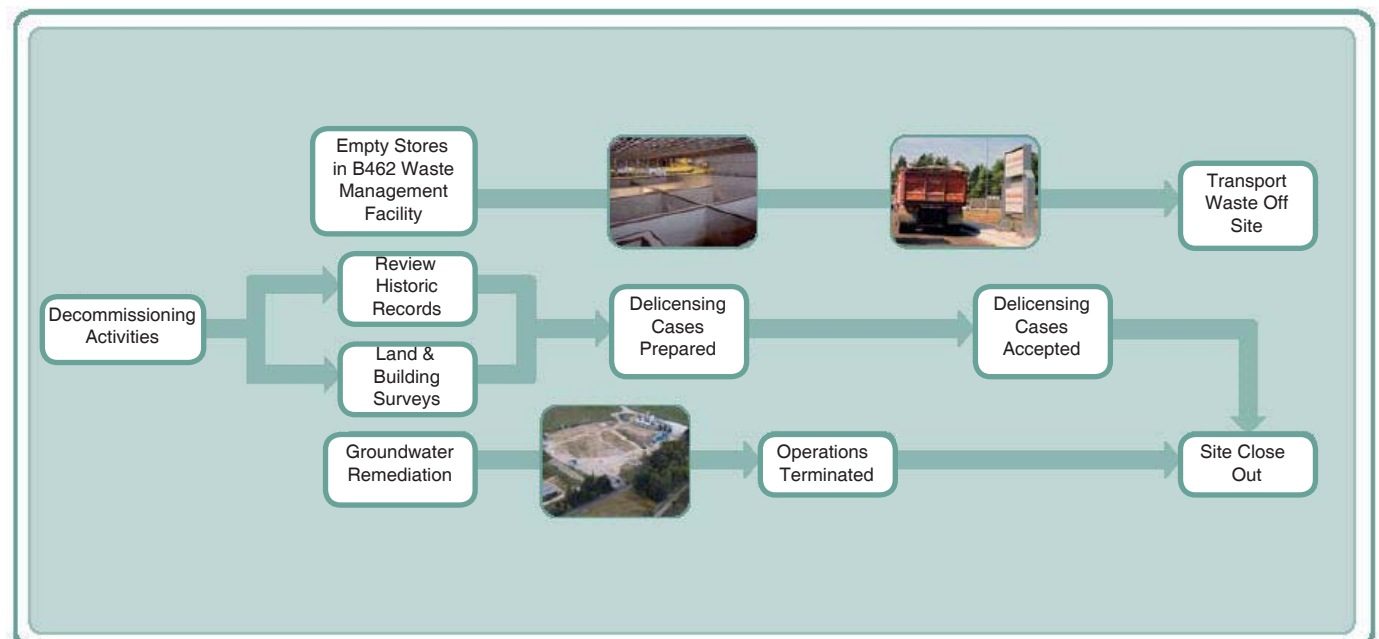 Empty Stores
in B462 Waste
Management
Facility
Transport
Waste Off
Site
Review
Historic
Records
Decommissioning
Activities
Land &
Building
Surveys
Delicensing
Cases
Prepared
Delicensing
Cases
Accepted
Groundwater
Remediation
Operations
Terminated
Site Close
Out